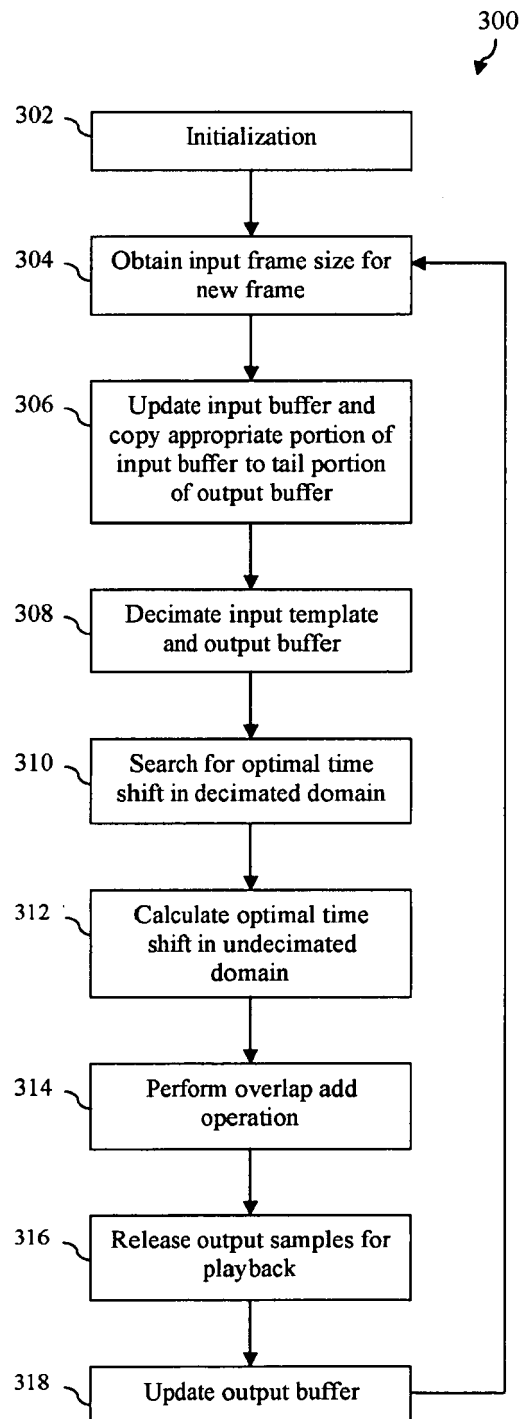 300
302
Initialization
304
Obtain input frame size for
new frame
306
Update input buffer and
copy appropriate portion of
input buffer to tail portion
of output buffer
308
Decimate input template
and output buffer
310
Search for optimal time
shift in decimated domain
312
Calculate optimal time
shift in undecimated
domain
314
Perform overlap add
operation
316
Release output samples for
playback
318
Update output buffer